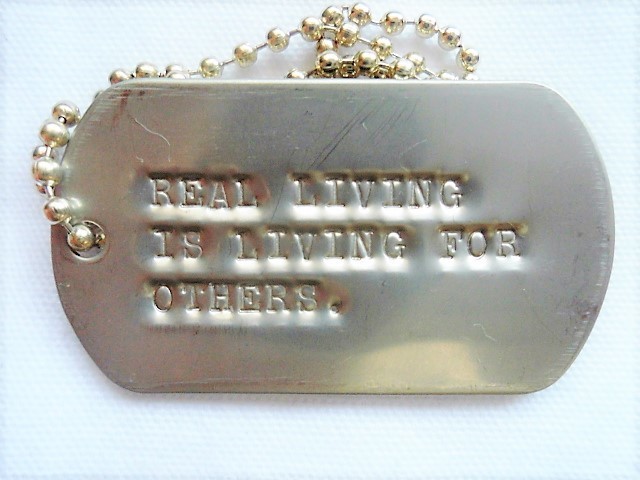 REAL LIVING
IS LIVING FOR
OTHERS.